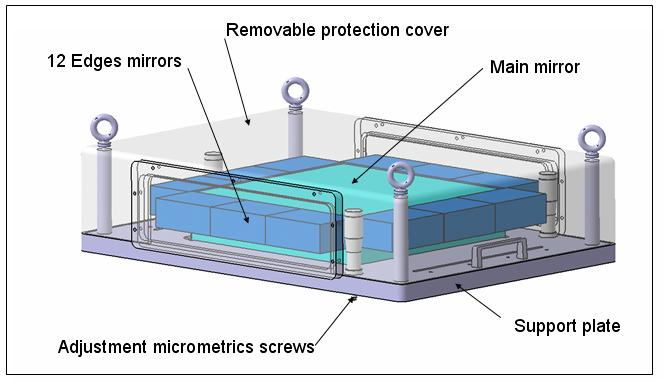 Removable protection cover
12 Edges mirrors
Main mirror
Support plate
Adjustment micrometrics screws